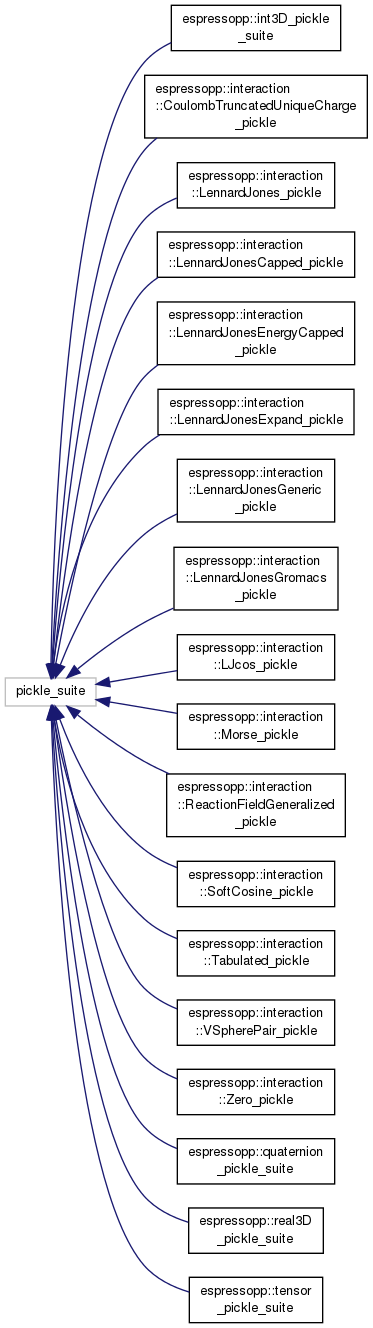 espressopp::int3D_pickle
_suite
espressopp::interaction
::CoulombTruncatedUniqueCharge
_pickle
espressopp::interaction
::LennardJones_pickle
espressopp::interaction
::LennardJonesCapped_pickle
espressopp::interaction
::LennardJonesEnergyCapped
_pickle
espressopp::interaction
::LennardJonesExpand_pickle
espressopp::interaction
::LennardJonesGeneric
_pickle
espressopp::interaction
::LennardJonesGromacs
_pickle
espressopp::interaction
::LJcos_pickle
pickle_suite
espressopp::interaction
::Morse_pickle
espressopp::interaction
::ReactionFieldGeneralized
_pickle
espressopp::interaction
::SoftCosine_pickle
espressopp::interaction
::Tabulated_pickle
espressopp::interaction
::VSpherePair_pickle
espressopp::interaction
::Zero_pickle
espressopp::quaternion
_pickle_suite
espressopp::real3D
_pickle_suite
espressopp::tensor
_pickle_suite